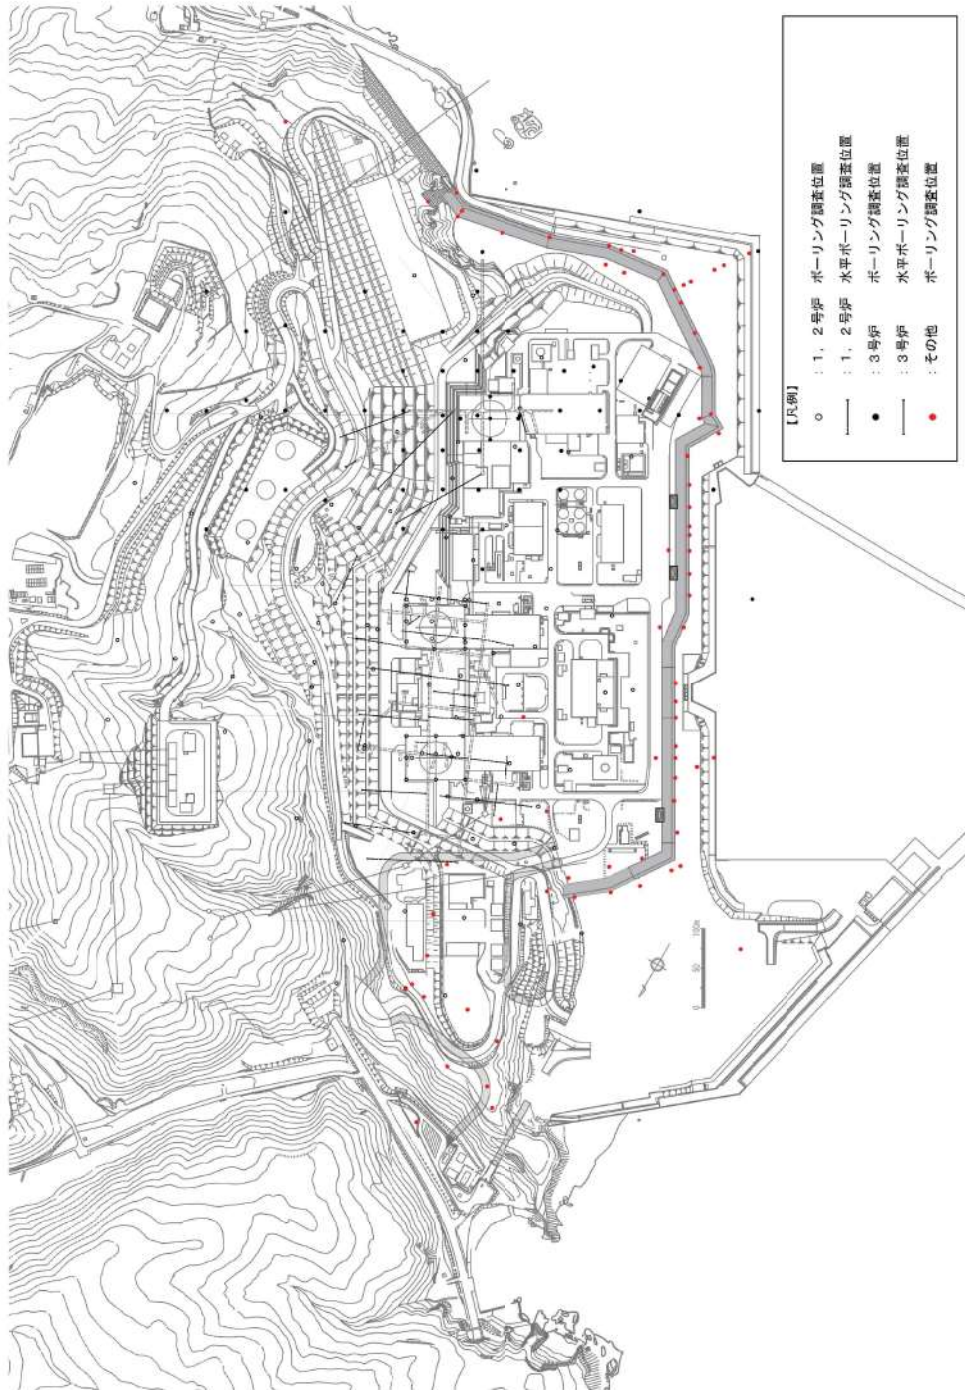 【凡例】
○ : 1，2号炉 ボーリング調査位置
: 1，2号炉 水平ボーリング調査位置
● : 3号炉 ボーリング調査位置
: 3号炉 水平ボーリング調査位置
● : その他 ボーリング調査位置
0 50 100m